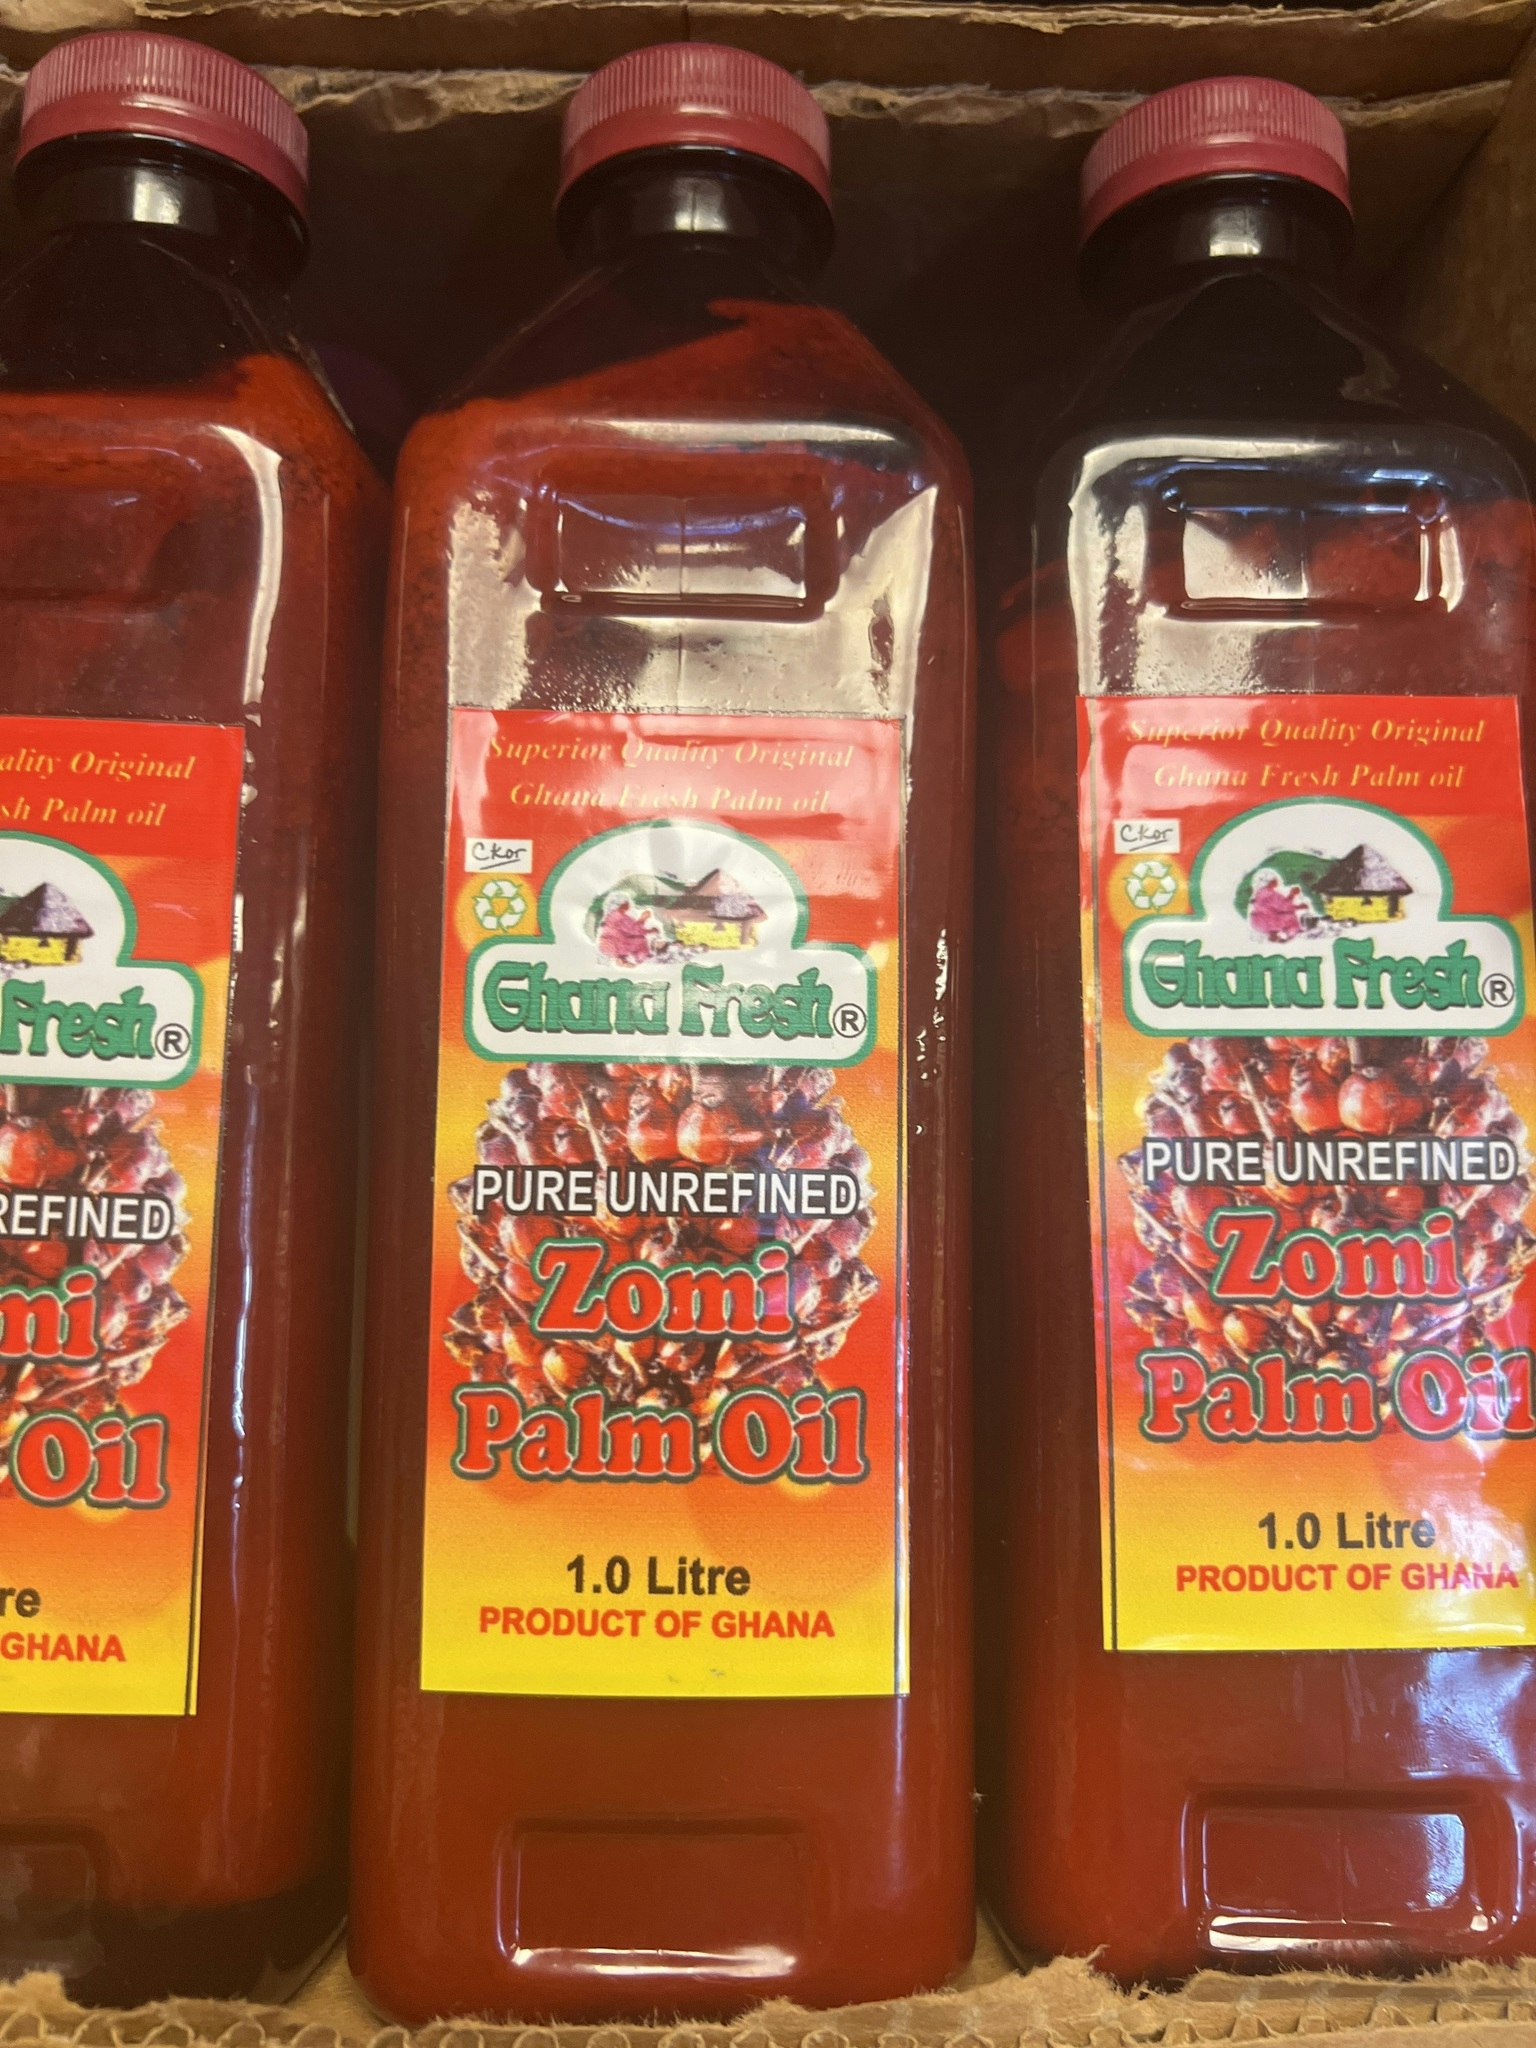 ality Original
sh Palm oil
Fresh®
REFINED
mi
Oil
re
GHANA
Superior Quality Original
Ghana Fresh Palm oil
Ckor
Ghana Fresh®
PURE UNREFINED
Zomi
Palm Oil
1.0 Litre
PRODUCT OF GHANA
Superior Quality Original
Ghana Fresh Palm oil
Ckor
Ghana Fresh®
PURE UNREFINED
Zomi
Palm Oil
1.0 Litre
PRODUCT OF GHANA